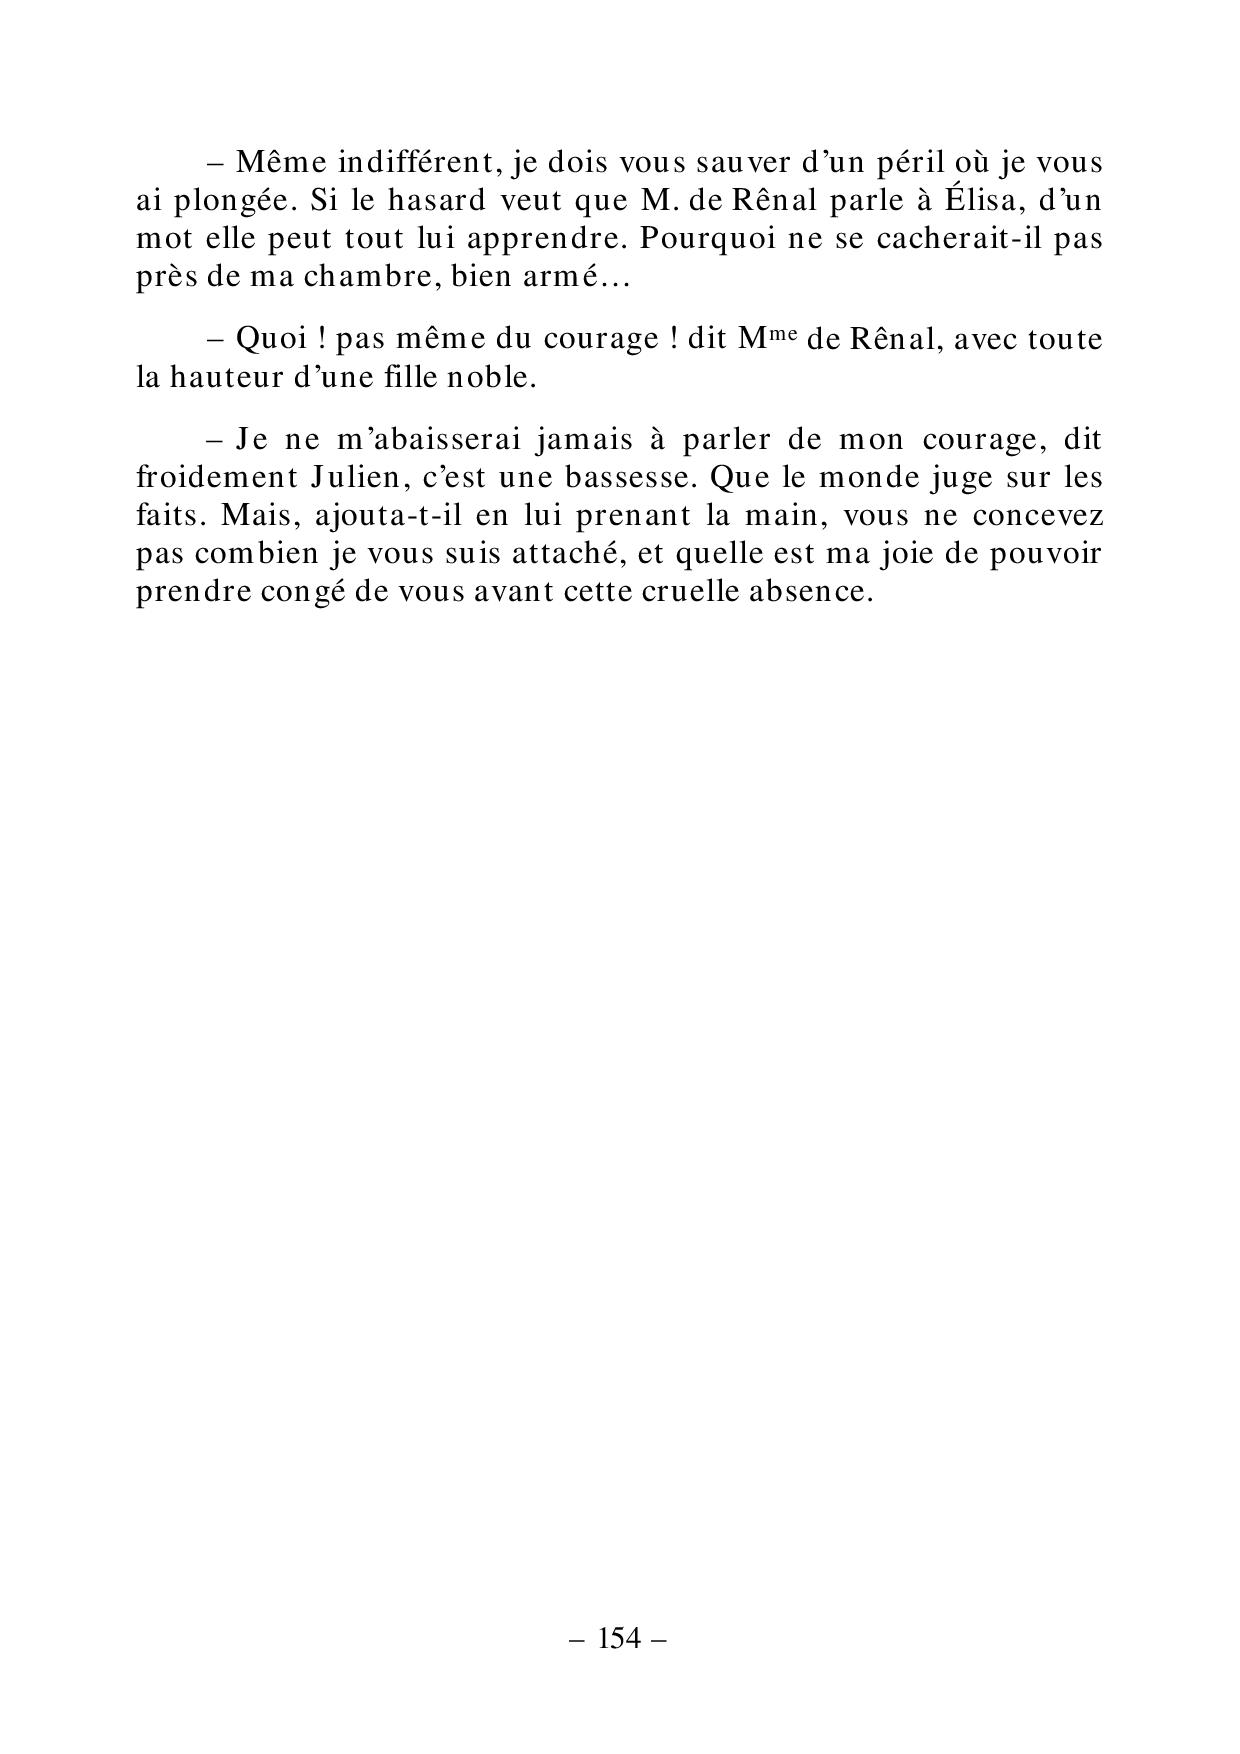 – Même indifférent, je dois vous sauver d’un péril où je vous
ai plongée. Si le hasard veut que M. de Rênal parle à Élisa, d’un
mot elle peut tout lui apprendre. Pourquoi ne se cacherait-il pas
près de ma chambre, bien armé…
– Quoi ! pas même du courage ! dit Mme de Rênal, avec toute
la hauteur d’une fille noble.
– Je ne m’abaisserai jamais à parler de mon courage, dit
froidement Julien, c’est une bassesse. Que le monde juge sur les
faits. Mais, ajouta-t-il en lui prenant la main, vous ne concevez
pas combien je vous suis attaché, et quelle est ma joie de pouvoir
prendre congé de vous avant cette cruelle absence.
– 154 –